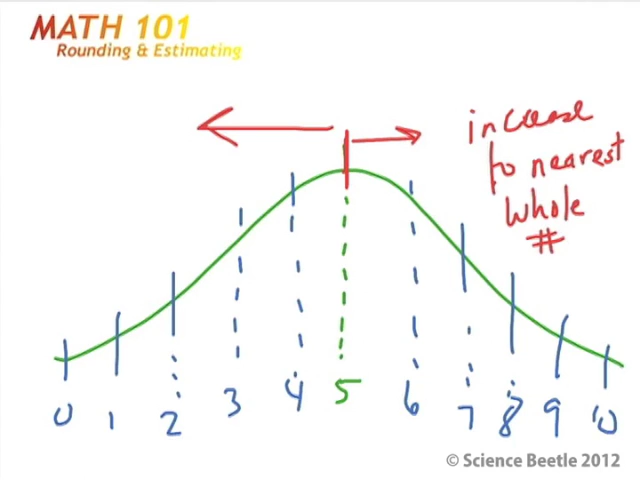 MATH 101
Rounding & Estimating
increase
to nearest
whole
#
0 1 2 3 4 5 6 7 8 9 10
© Science Beetle 2012